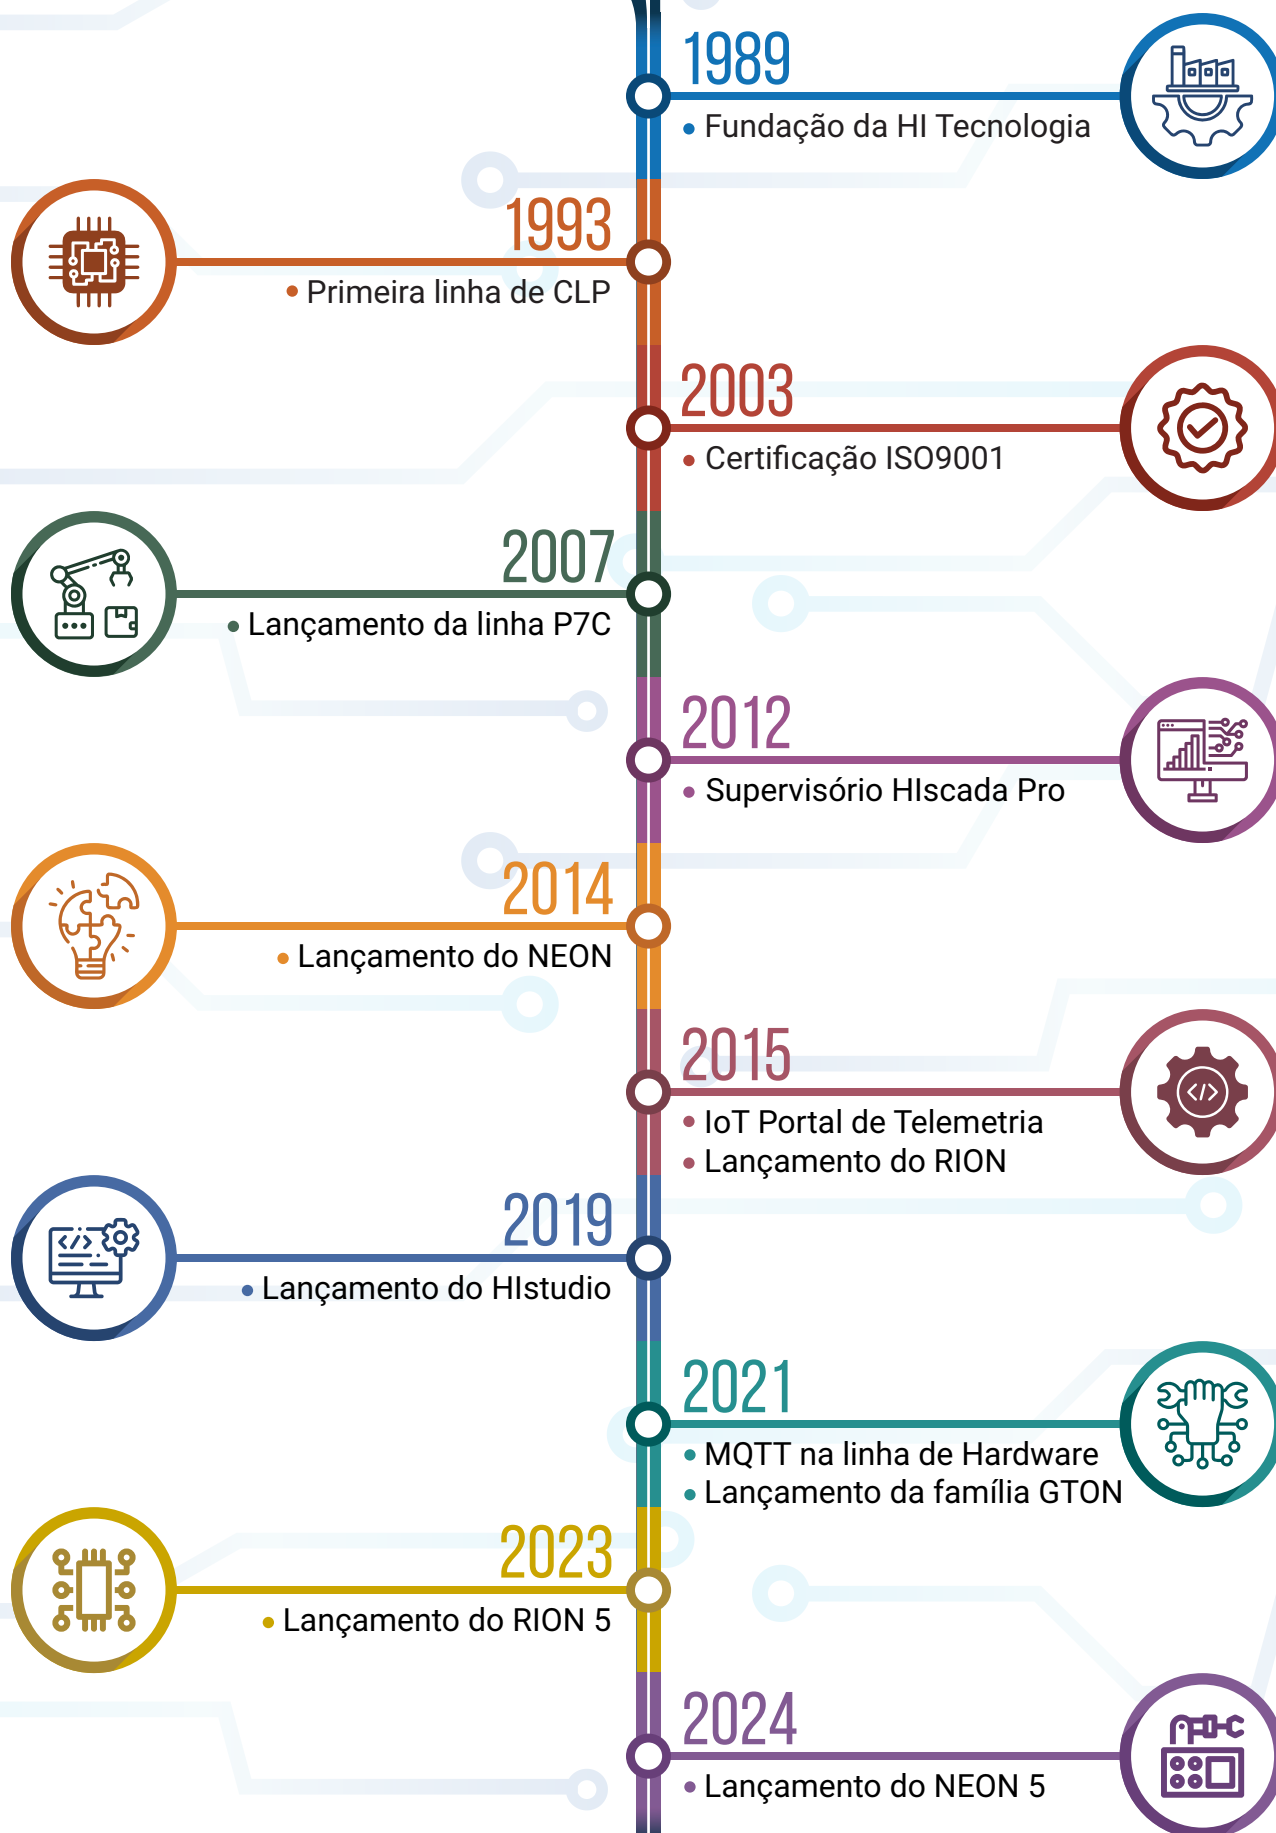 1989
• Fundação da HI Tecnologia
1993
• Primeira linha de CLP
2003
• Certificação ISO9001
2007
• Lançamento da linha P7C
2012
• Supervisório HIscada Pro
2014
• Lançamento do NEON
2015
• IoT Portal de Telemetria
• Lançamento do RION
2019
• Lançamento do HIstudio
2021
• MQTT na linha de Hardware
• Lançamento da família GTON
2023
• Lançamento do RION 5
2024
• Lançamento do NEON 5